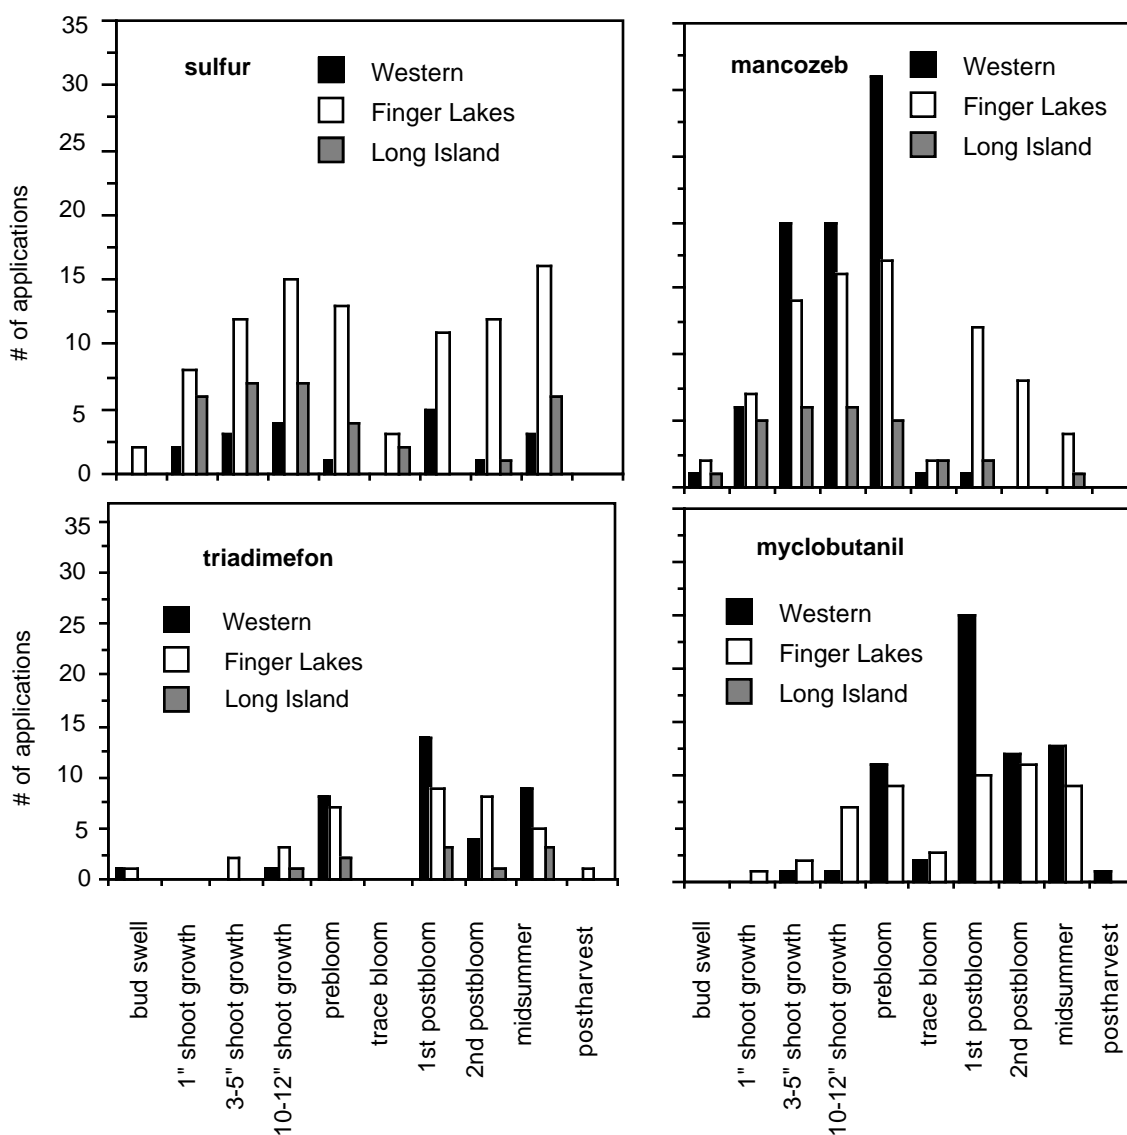 sulfur
Western
Finger Lakes
Long Island
35
30
25
20
15
10
5
0
# of applications
mancozeb
Western
Finger Lakes
Long Island
triadimefon
Western
Finger Lakes
Long Island
35
30
25
20
15
10
5
0
# of applications
myclobutanil
Western
Finger Lakes
Long Island
bud swell
1" shoot growth
3-5" shoot growth
10-12" shoot growth
prebloom
trace bloom
1st postbloom
2nd postbloom
midsummer
postharvest
bud swell
1" shoot growth
3-5" shoot growth
10-12" shoot growth
prebloom
trace bloom
1st postbloom
2nd postbloom
midsummer
postharvest